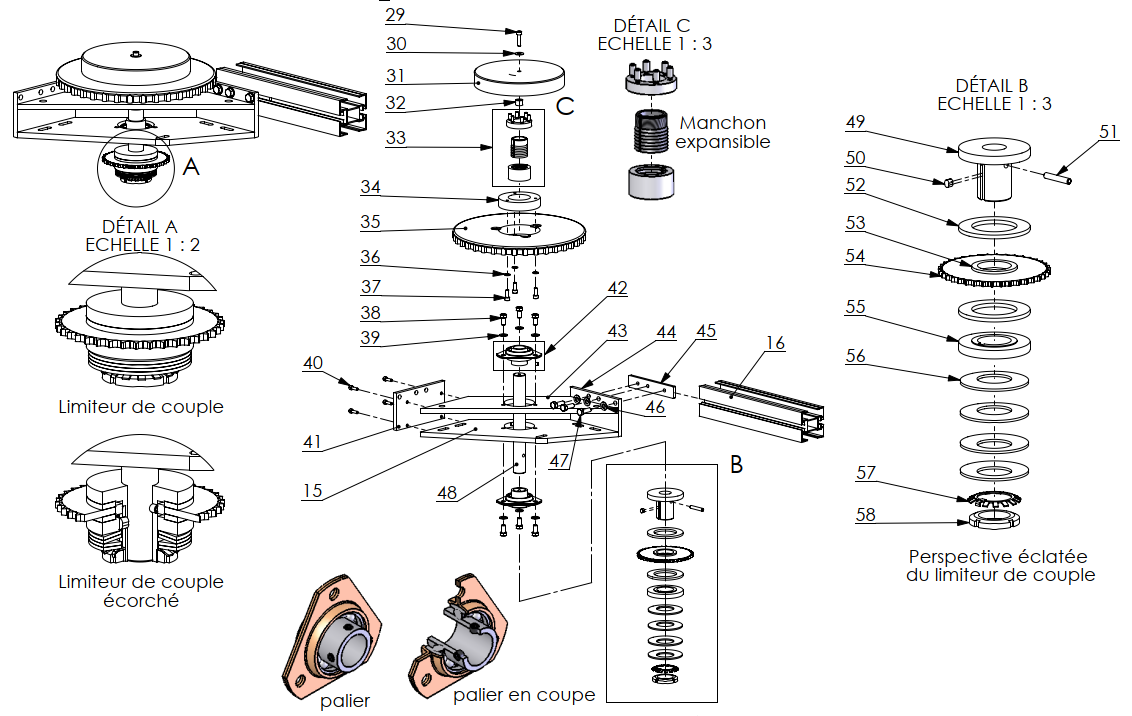 29
30
31
32
33
34
35
36
37
38
39
40
41
15
48
47
42
43
44
45
46
16
A
C
B
DÉTAIL A
ECHELLE 1 : 2
Limiteur de couple
Limiteur de couple
écorché
DÉTAIL C
ECHELLE 1 : 3
Manchon
expansible
palier
palier en coupe
DÉTAIL B
ECHELLE 1 : 3
49
50
51
52
53
54
55
56
57
58
Perspective éclatée
du limiteur de couple